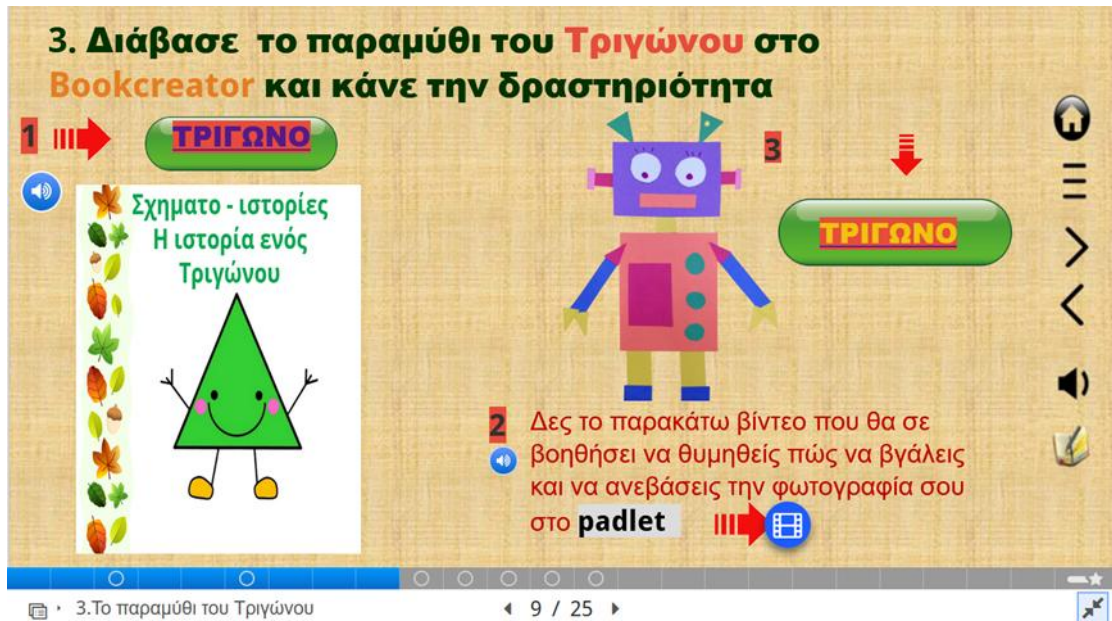 3. Διάβασε το παραμύθι του Τριγώνου στο
Bookcreator και κάνε την δραστηριότητα
1
ΤΡΙΓΩΝΟ
Σχηματο - ιστορίες
Η ιστορία ενός
Τριγώνου
3
ΤΡΙΓΩΝΟ
2 Δες το παρακάτω βίντεο που θα σε
βοηθήσει να θυμηθείς πώς να βγάλεις
και να ανεβάσεις την φωτογραφία σου
στο padlet
3.Το παραμύθι του Τριγώνου
9 / 25